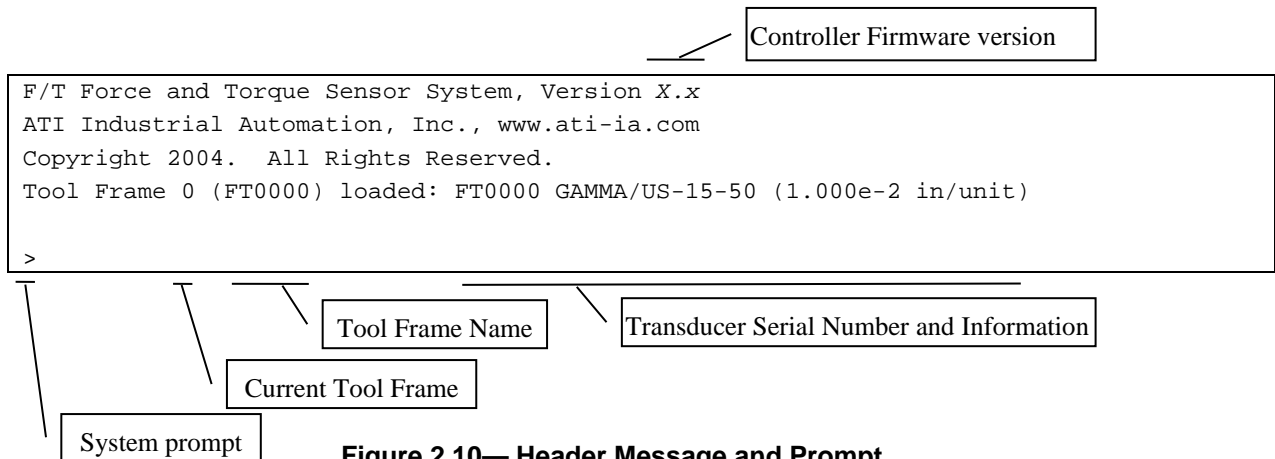 Controller Firmware version
F/T Force and Torque Sensor System, Version X.x
ATI Industrial Automation, Inc., www.ati-ia.com
Copyright 2004.  All Rights Reserved.
Tool Frame 0 (FT0000) loaded: FT0000 GAMMA/US-15-50 (1.000e-2 in/unit)
>
Tool Frame Name
Transducer Serial Number and Information
Current Tool Frame
System prompt
Figure 2.10— Header Message and Prompt